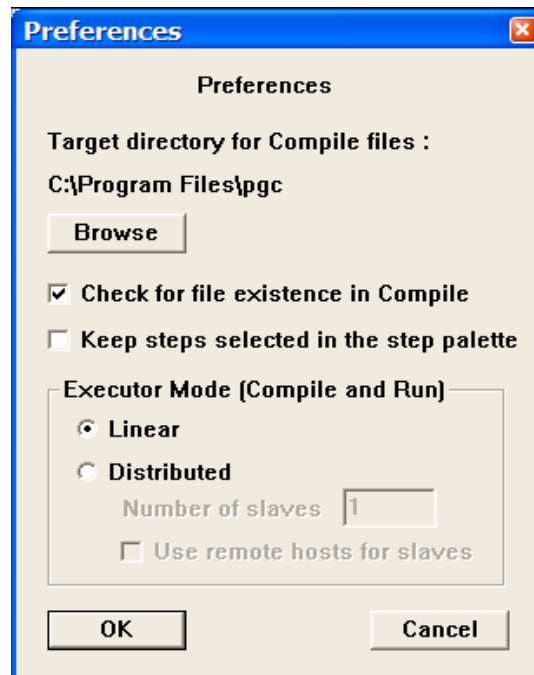 Preferences
Preferences
Target directory for Compile files :
C:\Program Files\pgc
Browse
Check for file existence in Compile
Keep steps selected in the step palette
Executor Mode (Compile and Run)
Linear
Distributed
Number of slaves 1
Use remote hosts for slaves
OK Cancel